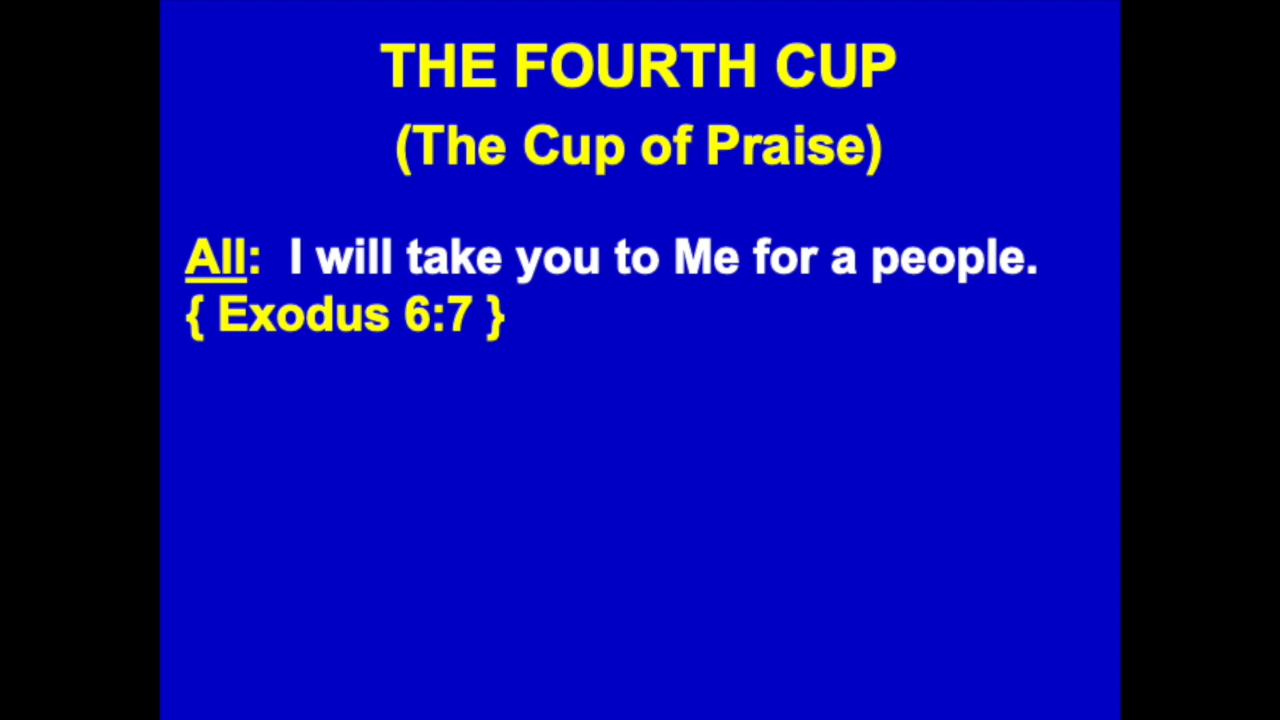 THE FOURTH CUP
(The Cup of Praise)
All: I will take you to Me for a people.
{ Exodus 6:7 }